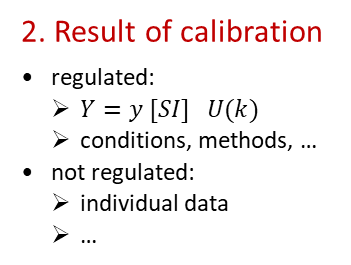 2. Result of calibration
• regulated:
➢ Y = y [SI] U(k)
➢ conditions, methods, …
• not regulated:
➢ individual data
➢ …